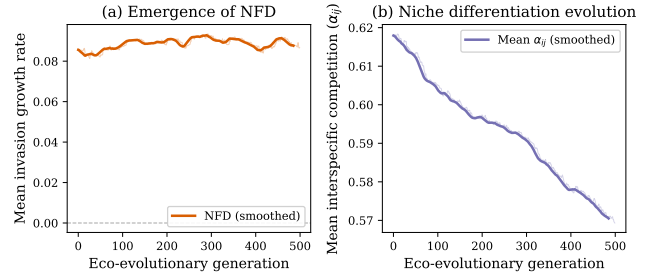 (a) Emergence of NFD
Mean invasion growth rate
0.08
0.06
0.04
0.02
0.00
NFD (smoothed)
0 100 200 300 400 500
Eco-evolutionary generation
(b) Niche differentiation evolution
Mean interspecific competition (αij)
0.62
0.61
0.60
0.59
0.58
0.57
Mean αij (smoothed)
0 100 200 300 400 500
Eco-evolutionary generation